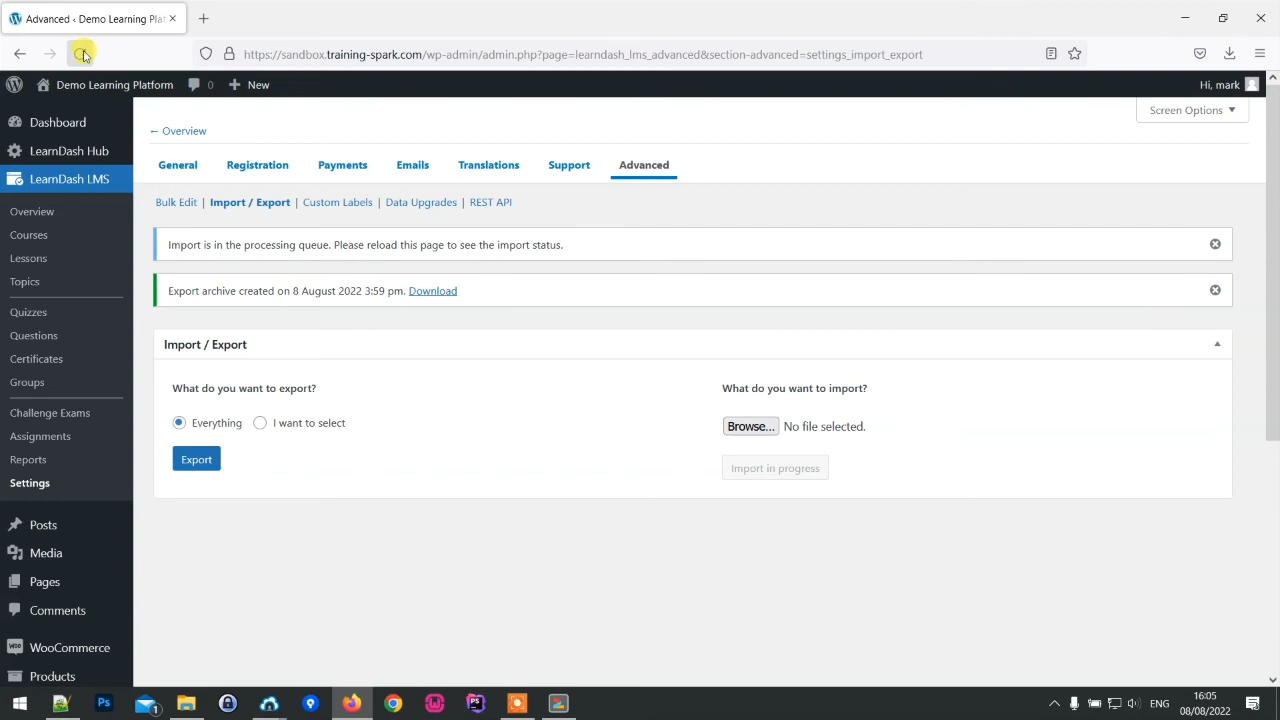 Advanced ‹ Demo Learning Plat
https://sandbox.training-spark.com/wp-admin/admin.php?page=learndash_lms_advanced&section-advanced=settings_import_export
Demo Learning Platform 0 New Hi, mark
Screen Options
← Overview
General Registration Payments Emails Translations Support Advanced
Bulk Edit | Import / Export | Custom Labels | Data Upgrades | REST API
Import is in the processing queue. Please reload this page to see the import status.
Export archive created on 8 August 2022 3:59 pm. Download
Import / Export
What do you want to export?
Everything I want to select
Export
What do you want to import?
Browse... No file selected.
Import in progress
Dashboard
LearnDash Hub
LearnDash LMS
Overview
Courses
Lessons
Topics
Quizzes
Questions
Certificates
Groups
Challenge Exams
Assignments
Reports
Settings
Posts
Media
Pages
Comments
WooCommerce
Products
ENG
16:05
08/08/2022